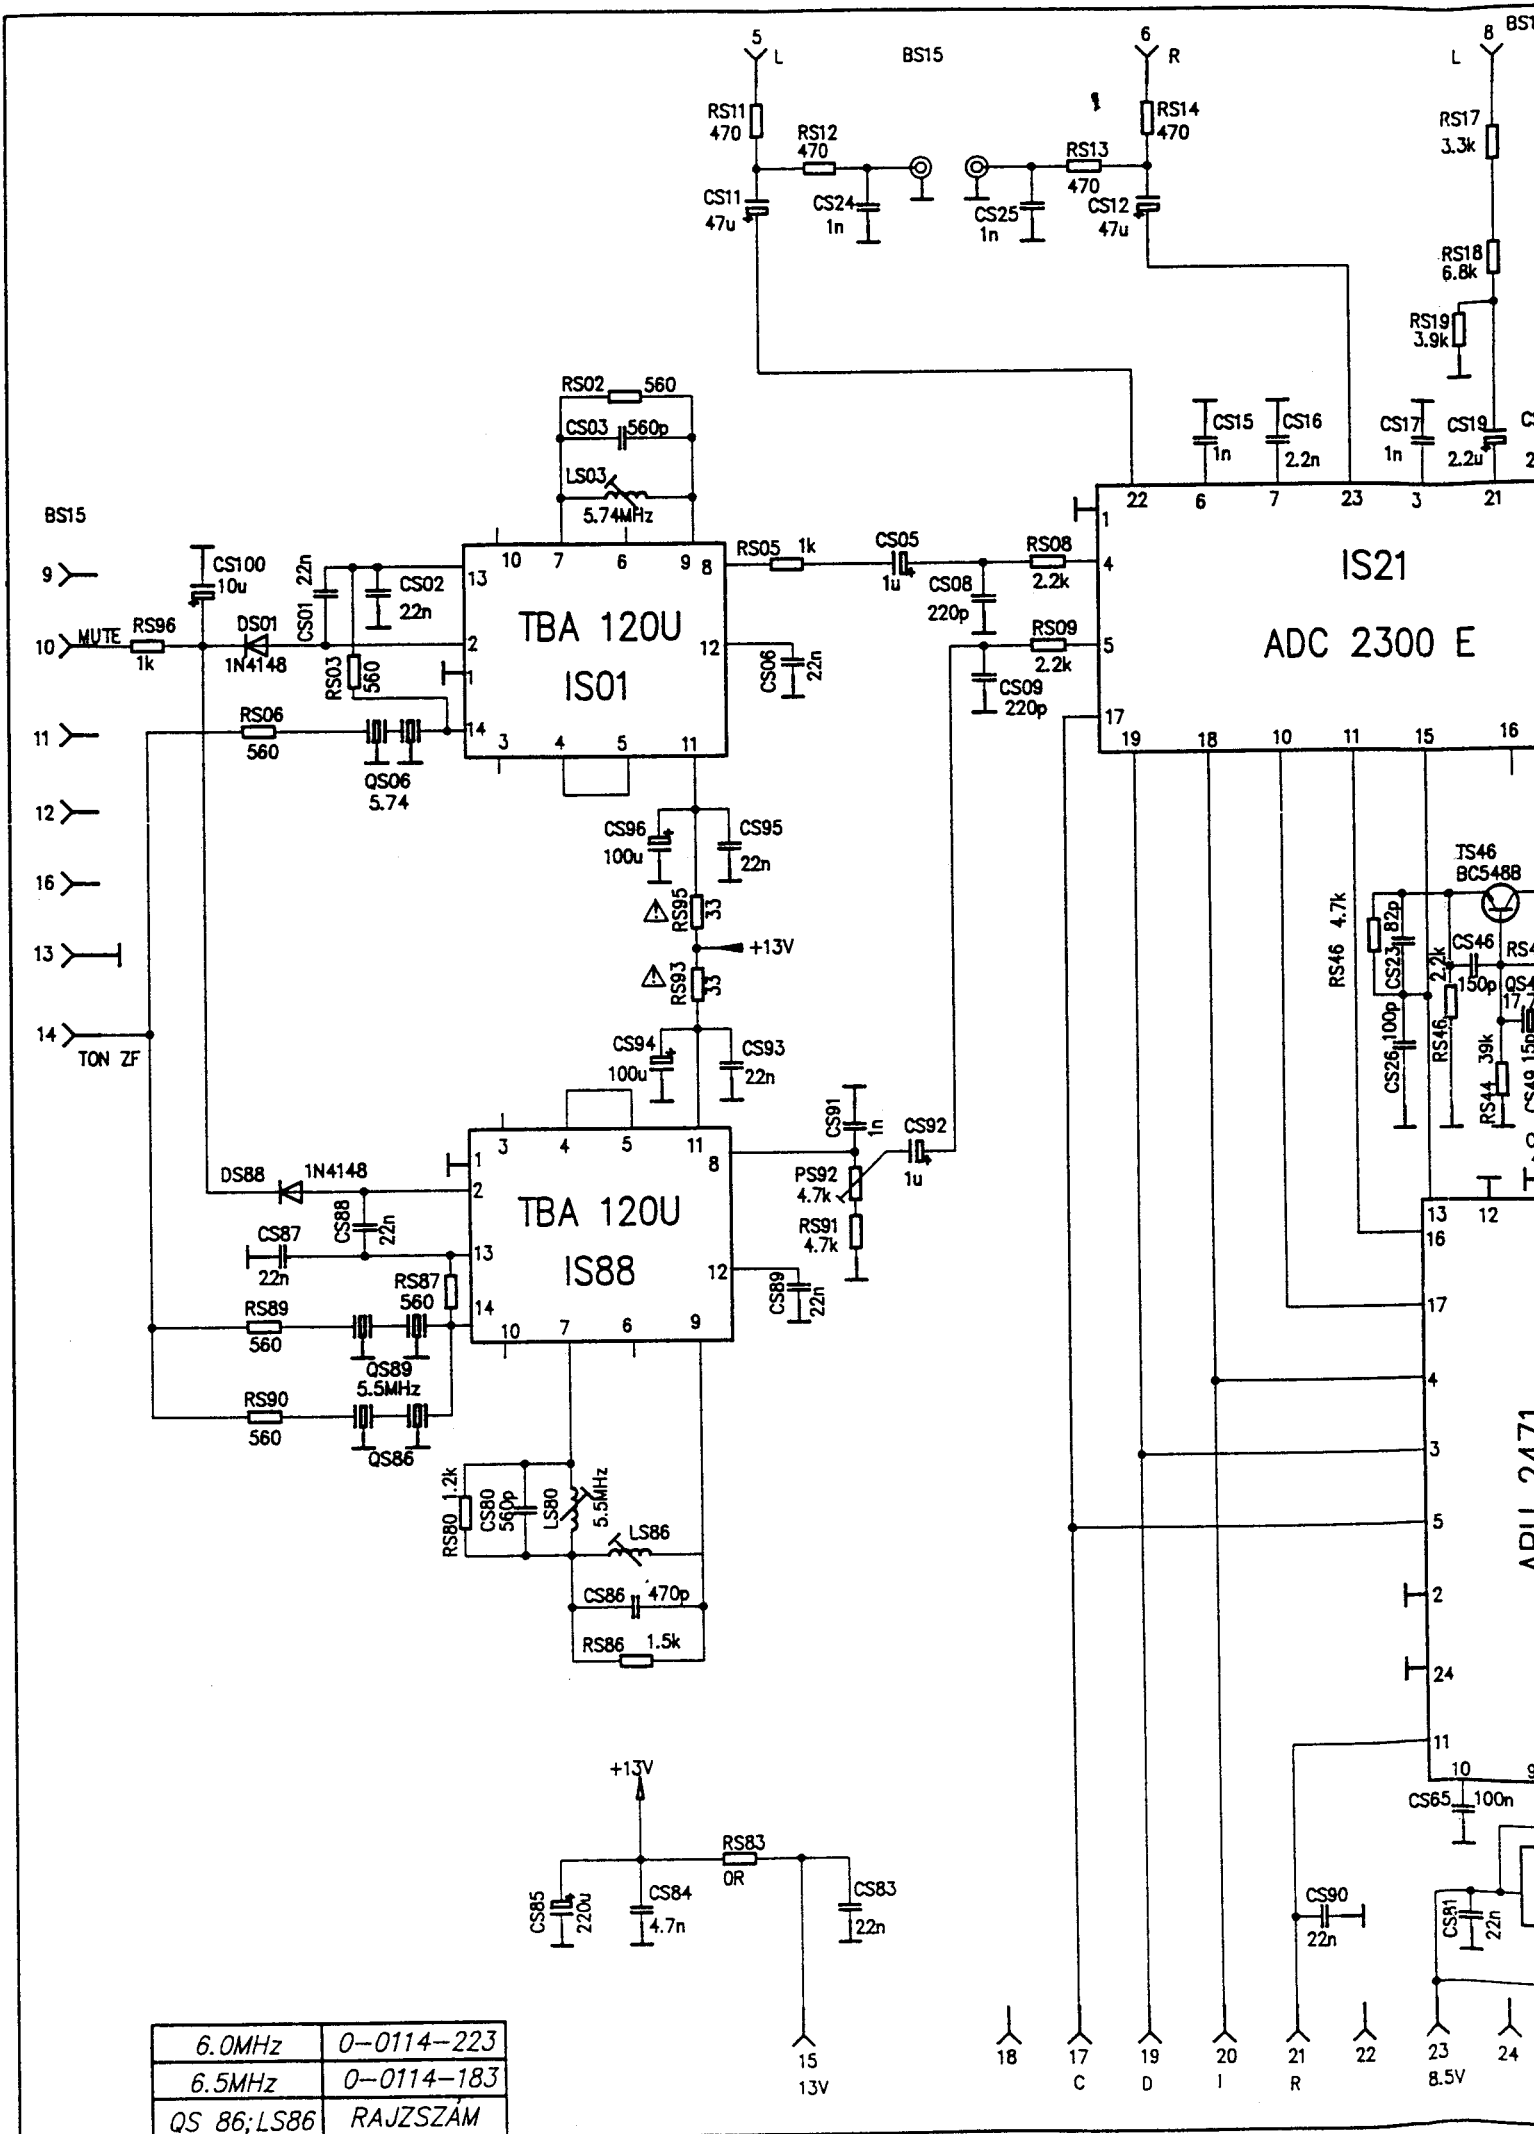 5
L
BS15
6
R
8
L
RS11
470
RS12
470
RS13
470
RS14
470
RS17
3.3k
CS11
47u
CS24
1n
CS25
1n
CS12
47u
RS18
6.8k
RS19
3.9k
RS02
560
CS03
560p
LS03
5.74MHz
CS15
1n
CS16
2.2n
CS17
1n
CS19
2.2u
22
6
7
23
3
21
1
BS15
9
CS100
10u
22n
CS01
CS02
22n
10
7
6
9
8
13
RS05
1k
CS05
1u
CS08
220p
RS08
2.2k
4
IS21
10
MUTE
RS96
1k
DS01
1N4148
RS03
560
2
1
TBA 120U
IS01
12
CS06
22n
RS09
2.2k
5
ADC 2300 E
CS09
220p
17
11
RS06
560
QS06
5.74
14
3
4
5
11
19
18
10
11
15
16
12
CS96
100u
CS95
22n
16
RS95
33
TS46
BC548B
4.7k
RS46
82p
CS23
2.2k
CS46
150p
13
+13V
RS93
33
14
TON ZF
CS94
100u
CS93
22n
100p
CS26
RS46
39k
RS44
15p
CS49
3
4
5
11
1
8
CS91
1n
CS92
1u
DS88
1N4148
2
PS92
4.7k
CS88
22n
TBA 120U
IS88
RS91
4.7k
CS87
22n
13
12
CS89
22n
13
12
16
RS87
560
14
RS89
560
10
7
6
9
17
QS89
5.5MHz
RS90
560
QS86
4
3
1.2k
RS80
CS80
560p
LS80
5.5MHz
LS86
5
CS86
470p
2
RS86
1.5k
24
11
10
+13V
CS65
100n
RS83
0R
CS85
220u
CS84
4.7n
CS83
22n
CS90
22n
CS81
22n
15
13V
18
17
C
19
D
20
I
21
R
22
23
8.5V
24
6.0MHz
0-0114-223
6.5MHz
0-0114-183
QS 86;LS86
RAJZSZÁM